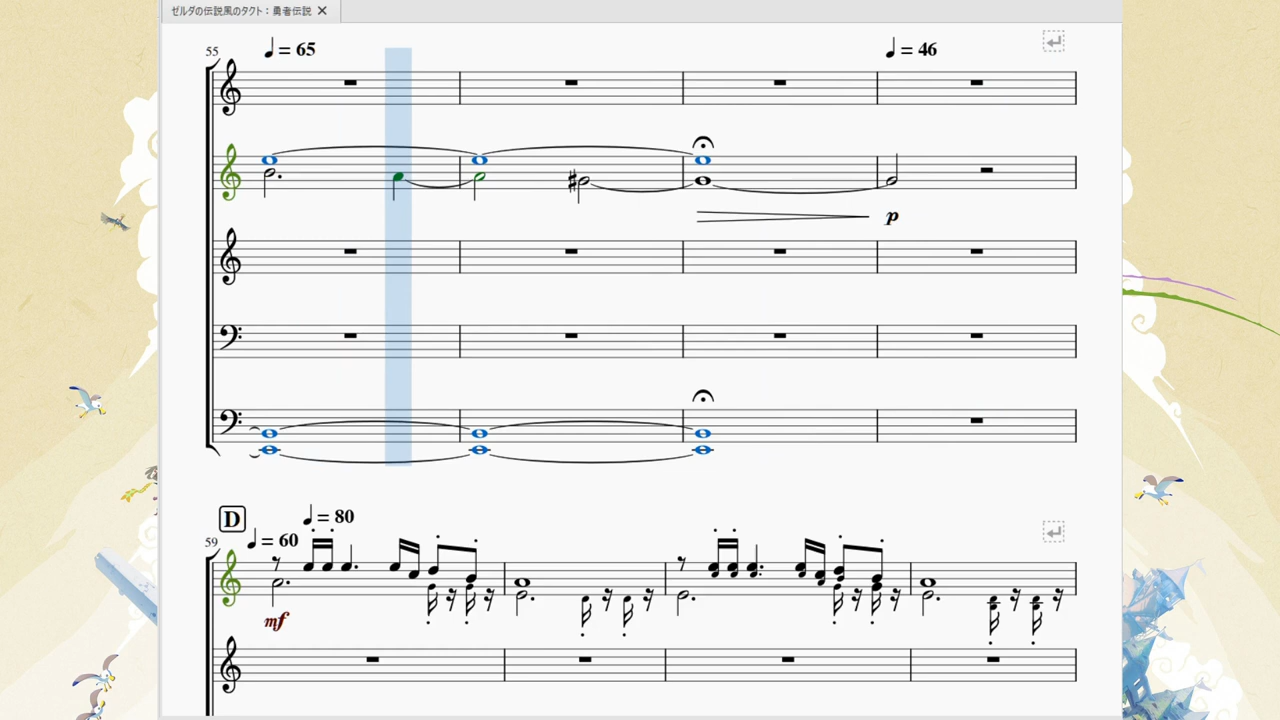 ゼルダの伝説風のタクト：勇者伝説 ✕
55 ♩= 65 ♩= 46
p
D ♩= 80
59 ♩= 60
mf